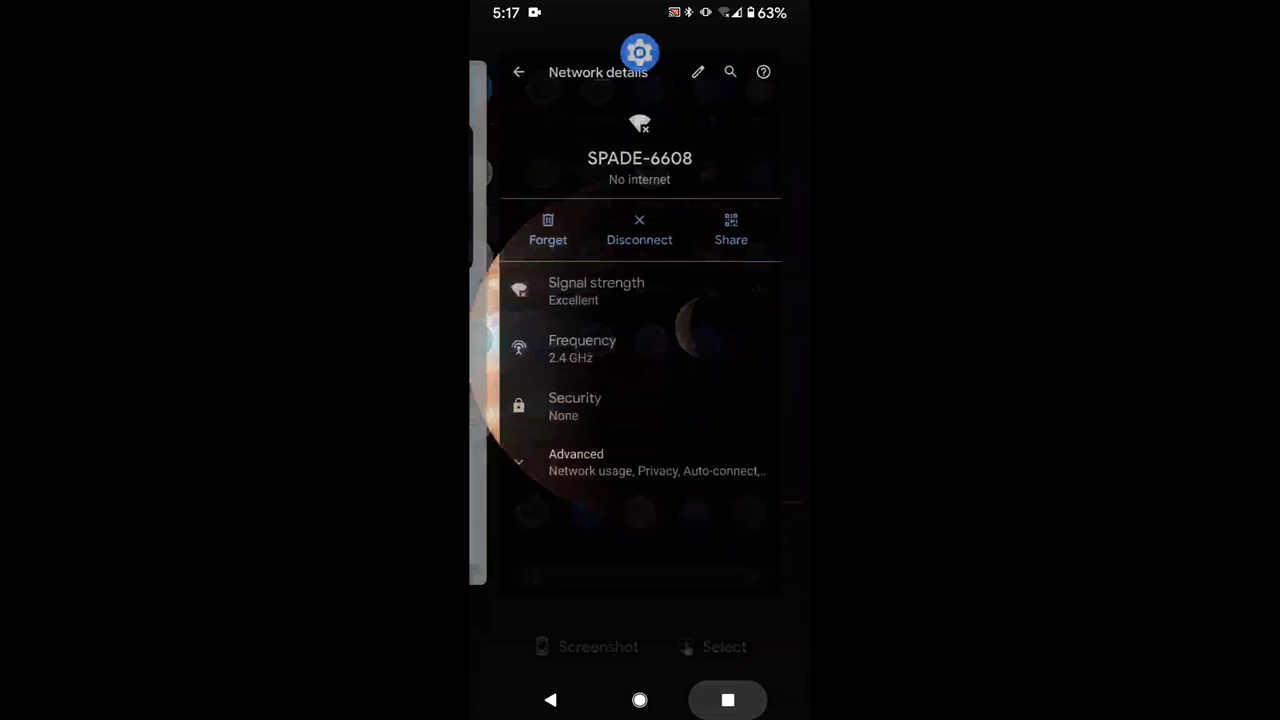 5:17
63%
Network details
SPADE-6608
No internet
Forget
Disconnect
Share
Signal strength
Excellent
Frequency
2.4 GHz
Security
None
Advanced
Network usage, Privacy, Auto-connect,..
Screenshot
Select